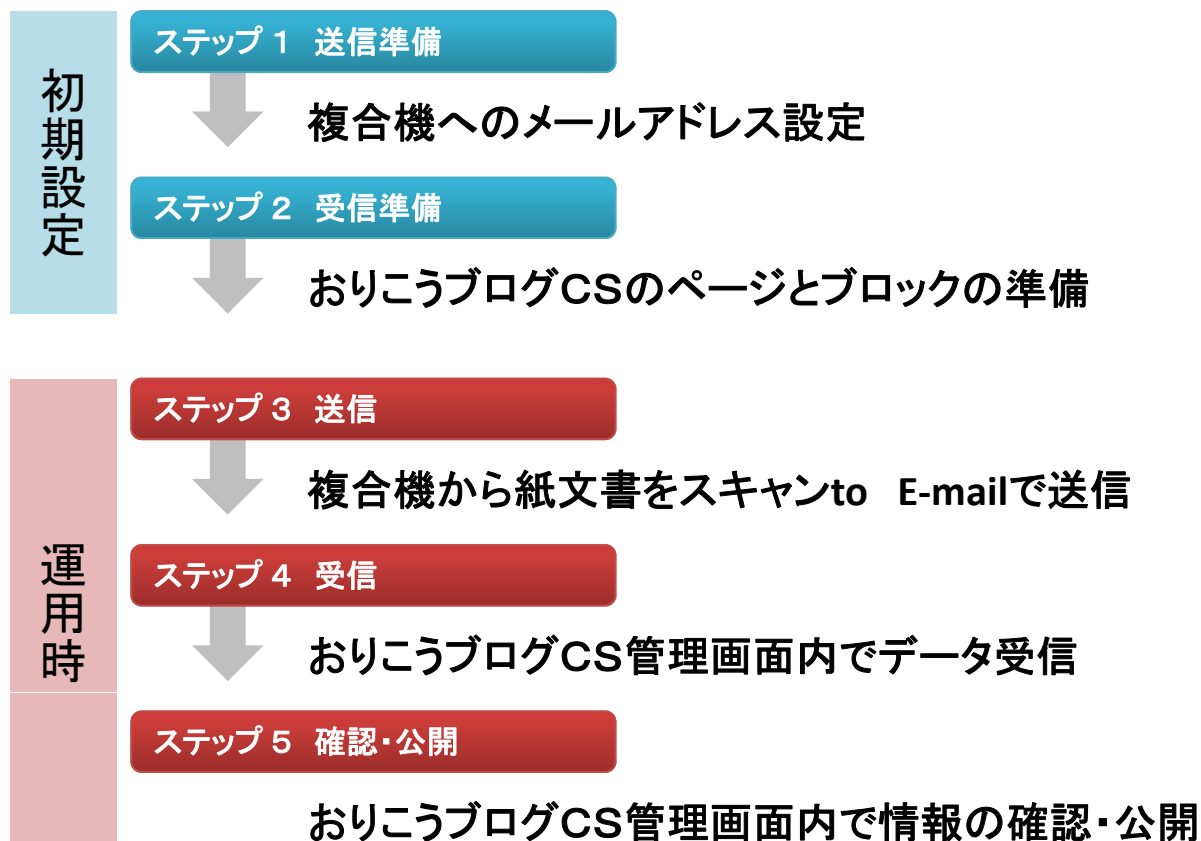 初期設定
ステップ１　送信準備
複合機へのメールアドレス設定
ステップ２　受信準備
おりこうブログＣＳのページとブロックの準備
運用時
ステップ３　送信
複合機から紙文書をスキャンto　E-mailで送信
ステップ４　受信
おりこうブログＣＳ管理画面内でデータ受信
ステップ５　確認・公開
おりこうブログＣＳ管理画面内で情報の確認・公開